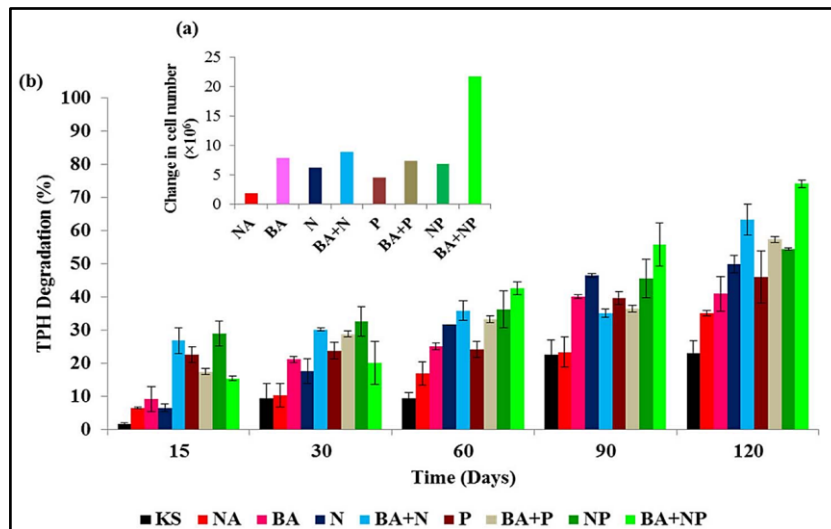 (a)
Change in cell number
(×10⁶)
25
20
15
10
5
0
NA
BA
N
BA+N
P
BA+P
NP
BA+NP
(b)
TPH Degradation (%)
100
90
80
70
60
50
40
30
20
10
0
15 30 60 90 120
Time (Days)
KS NA BA N BA+N P BA+P NP BA+NP